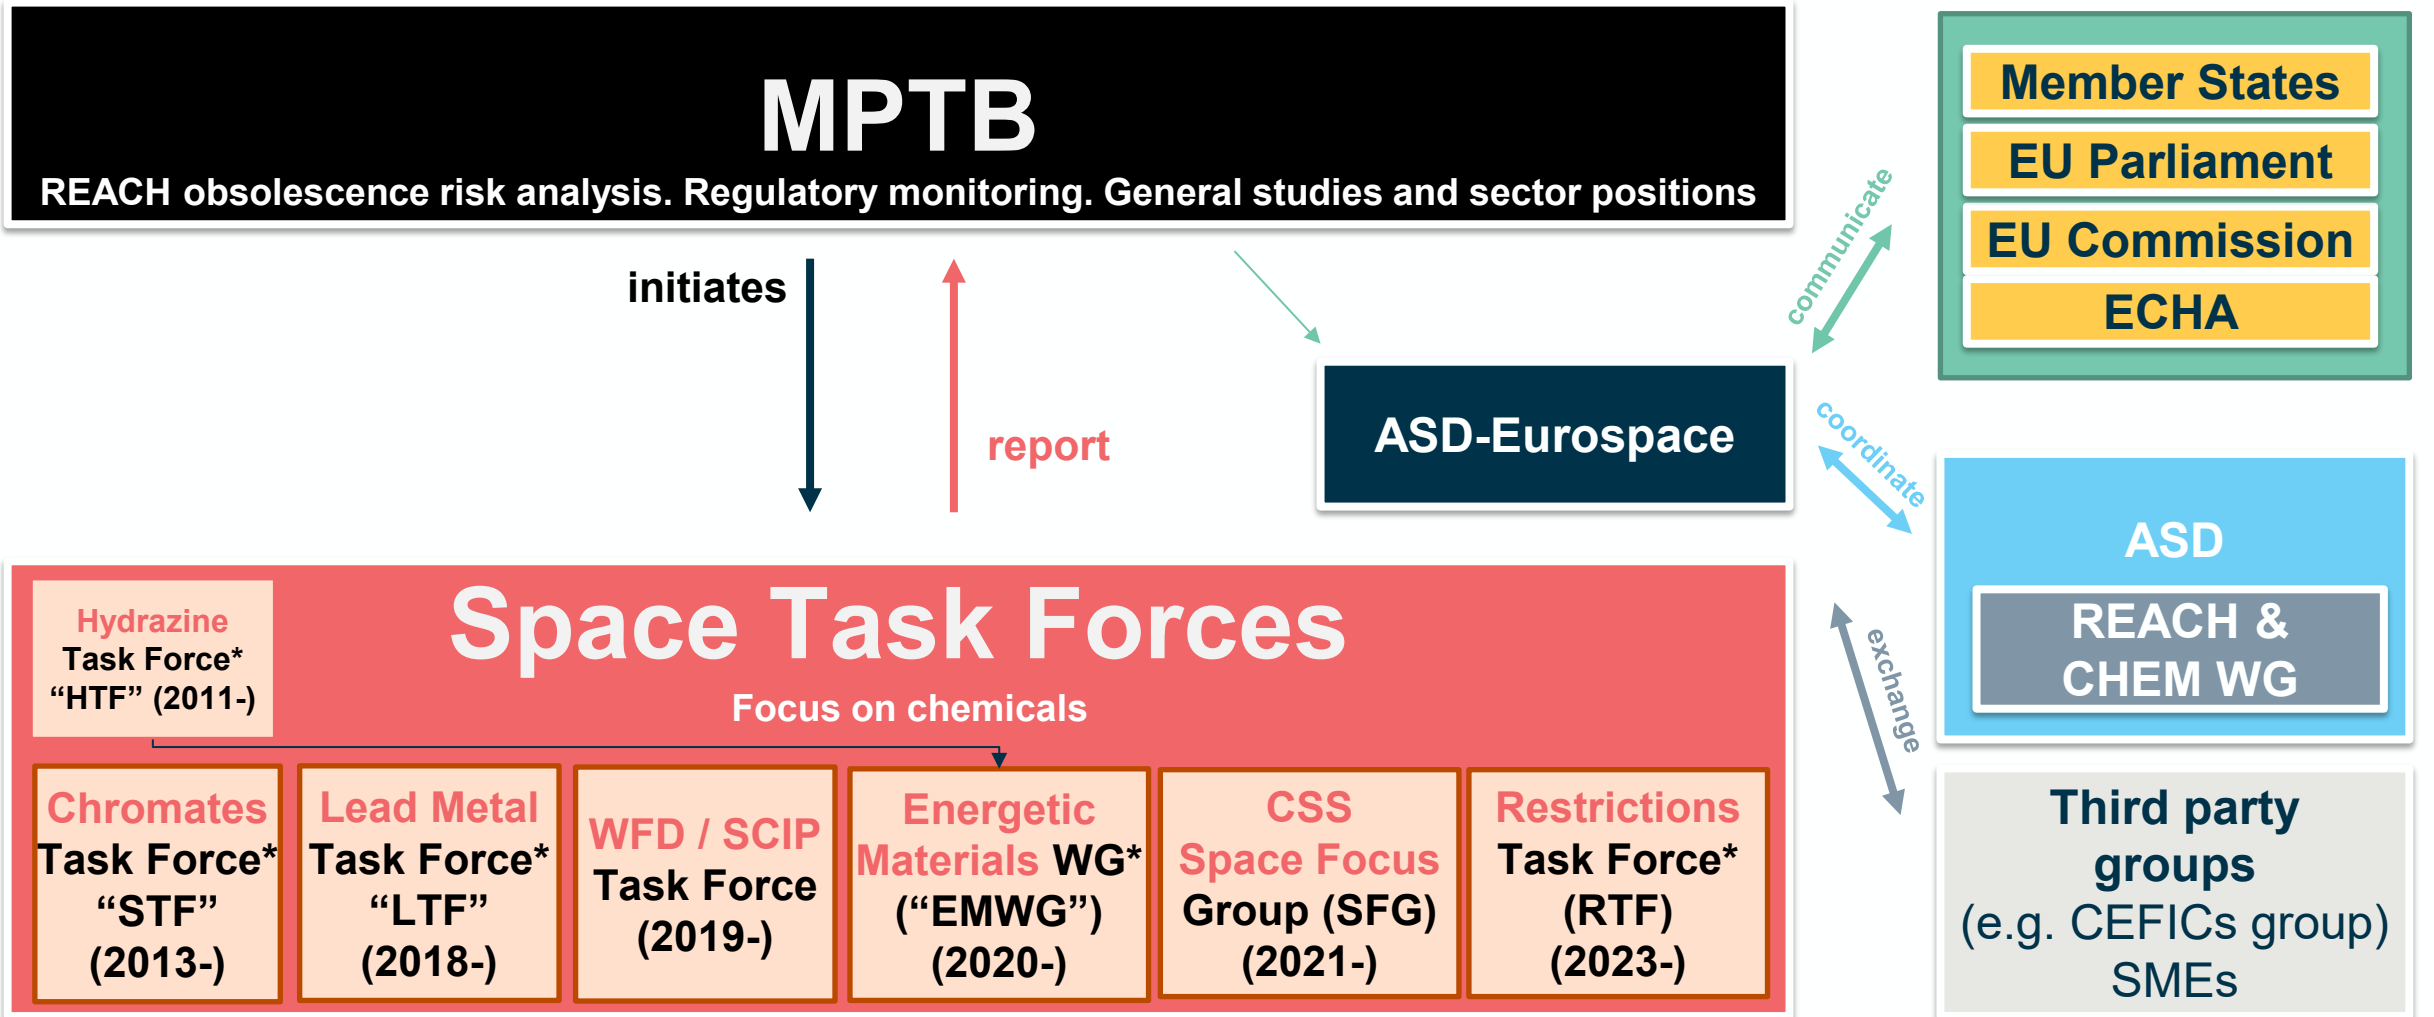 MPTB
REACH obsolescence risk analysis. Regulatory monitoring. General studies and sector positions
initiates
report
ASD-Eurospace
communicate
coordinate
exchange
Member States
EU Parliament
EU Commission
ECHA
ASD
REACH &
CHEM WG
Third party
groups
(e.g. CEFICs group)
SMEs
Space Task Forces
Focus on chemicals
Hydrazine
Task Force*
“HTF” (2011-)
Chromates
Task Force*
“STF”
(2013-)
Lead Metal
Task Force*
“LTF”
(2018-)
WFD / SCIP
Task Force
(2019-)
Energetic
Materials WG*
(“EMWG”)
(2020-)
CSS
Space Focus
Group (SFG)
(2021-)
Restrictions
Task Force*
(RTF)
(2023-)